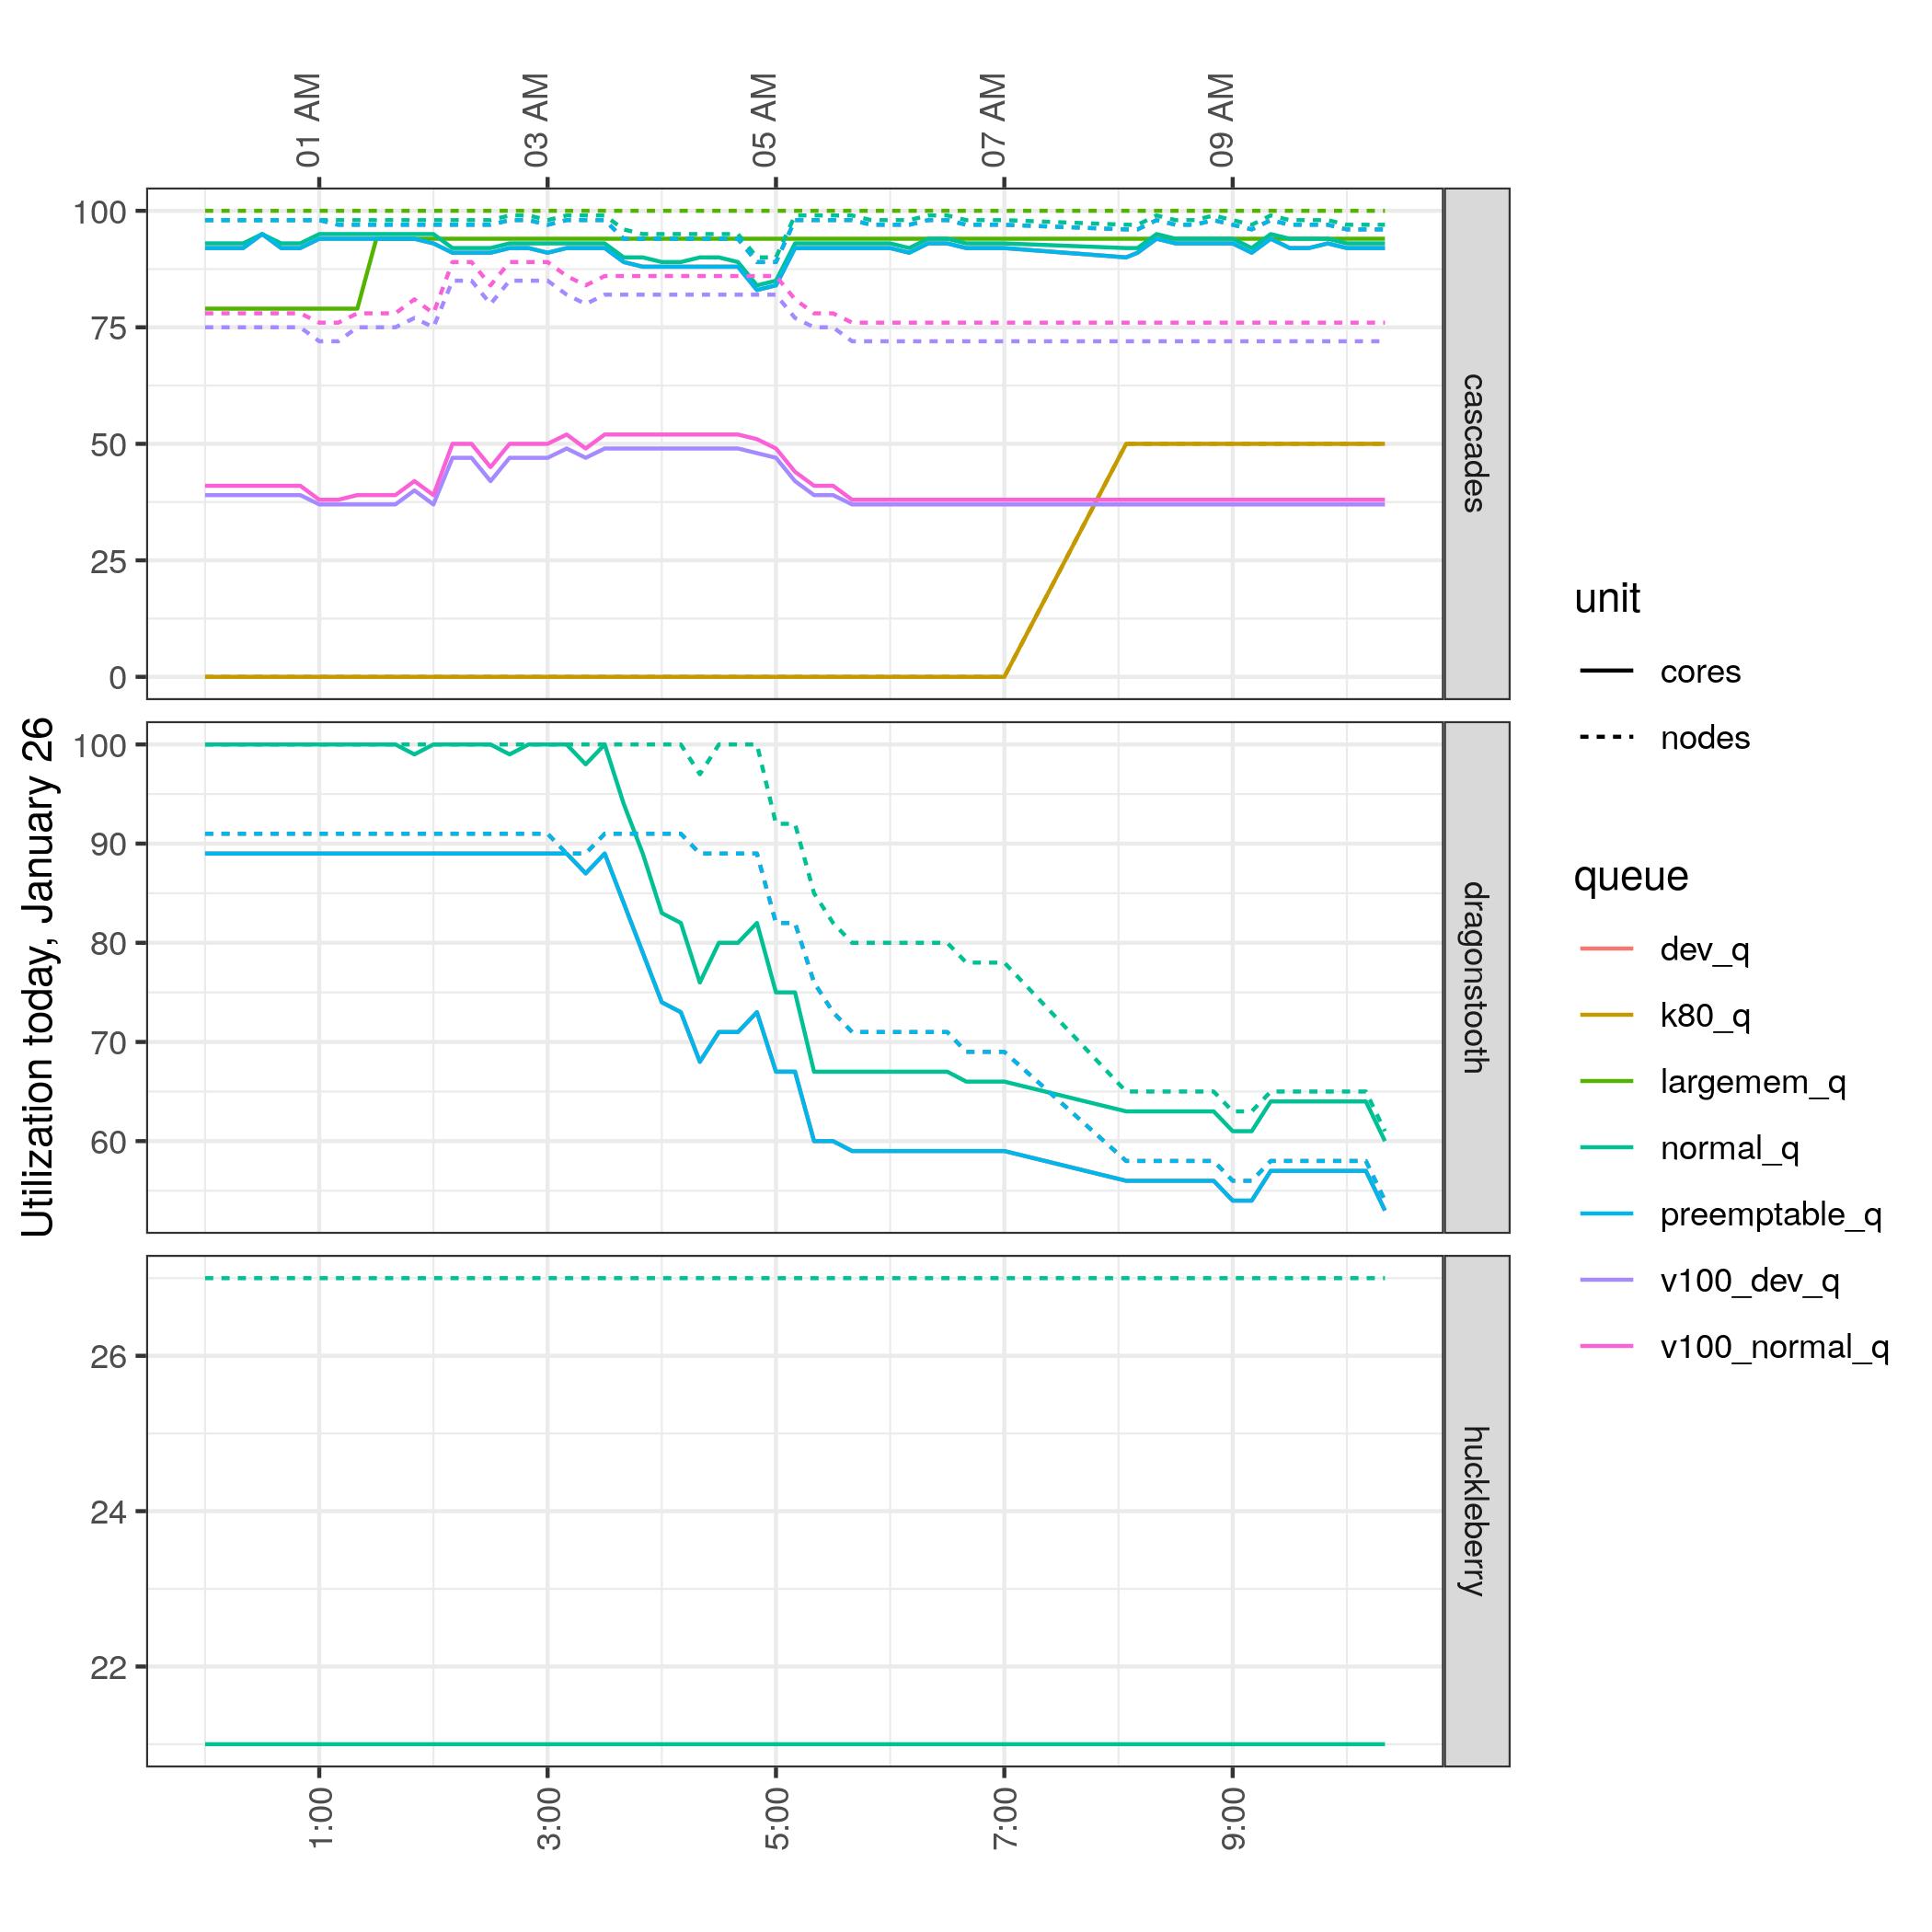 01 AM
03 AM
05 AM
07 AM
09 AM
100
75
50
25
0
cascades
Utilization today, January 26
100
90
80
70
60
dragonstooth
26
24
22
huckleberry
1:00
3:00
5:00
7:00
9:00
unit
cores
nodes
queue
dev_q
k80_q
largemem_q
normal_q
preemptable_q
v100_dev_q
v100_normal_q